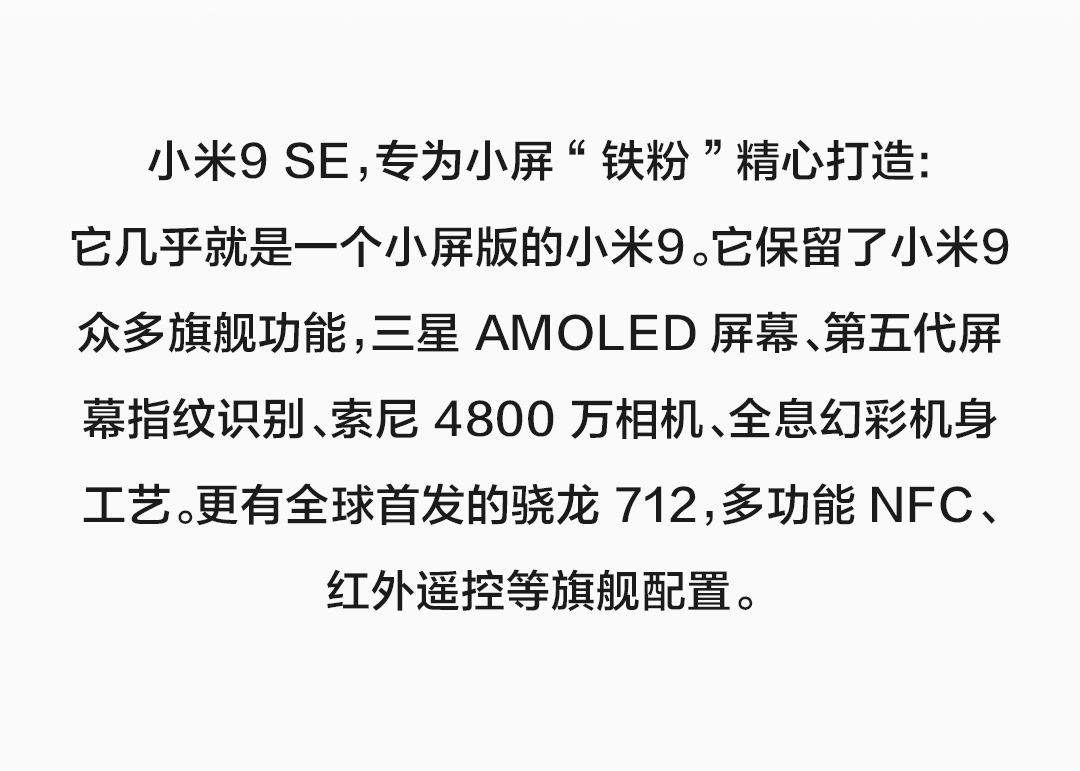 小米9 SE,专为小屏“铁粉”精心打造:
它几乎就是一个小屏版的小米9。它保留了小米9
众多旗舰功能,三星 AMOLED 屏幕、第五代屏
幕指纹识别、索尼 4800 万相机、全息幻彩机身
工艺。更有全球首发的骁龙 712,多功能 NFC、
红外遥控等旗舰配置。